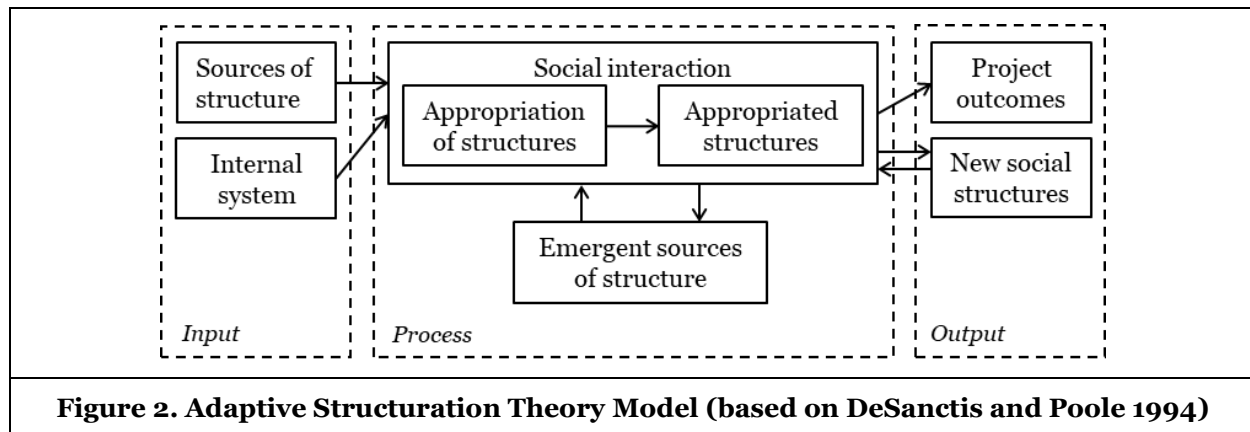 Sources of
structure
Internal
system
Input
Social interaction
Appropriation
of structures
Appropriated
structures
Emergent sources
of structure
Process
Project
outcomes
New social
structures
Output
Figure 2. Adaptive Structuration Theory Model (based on DeSanctis and Poole 1994)